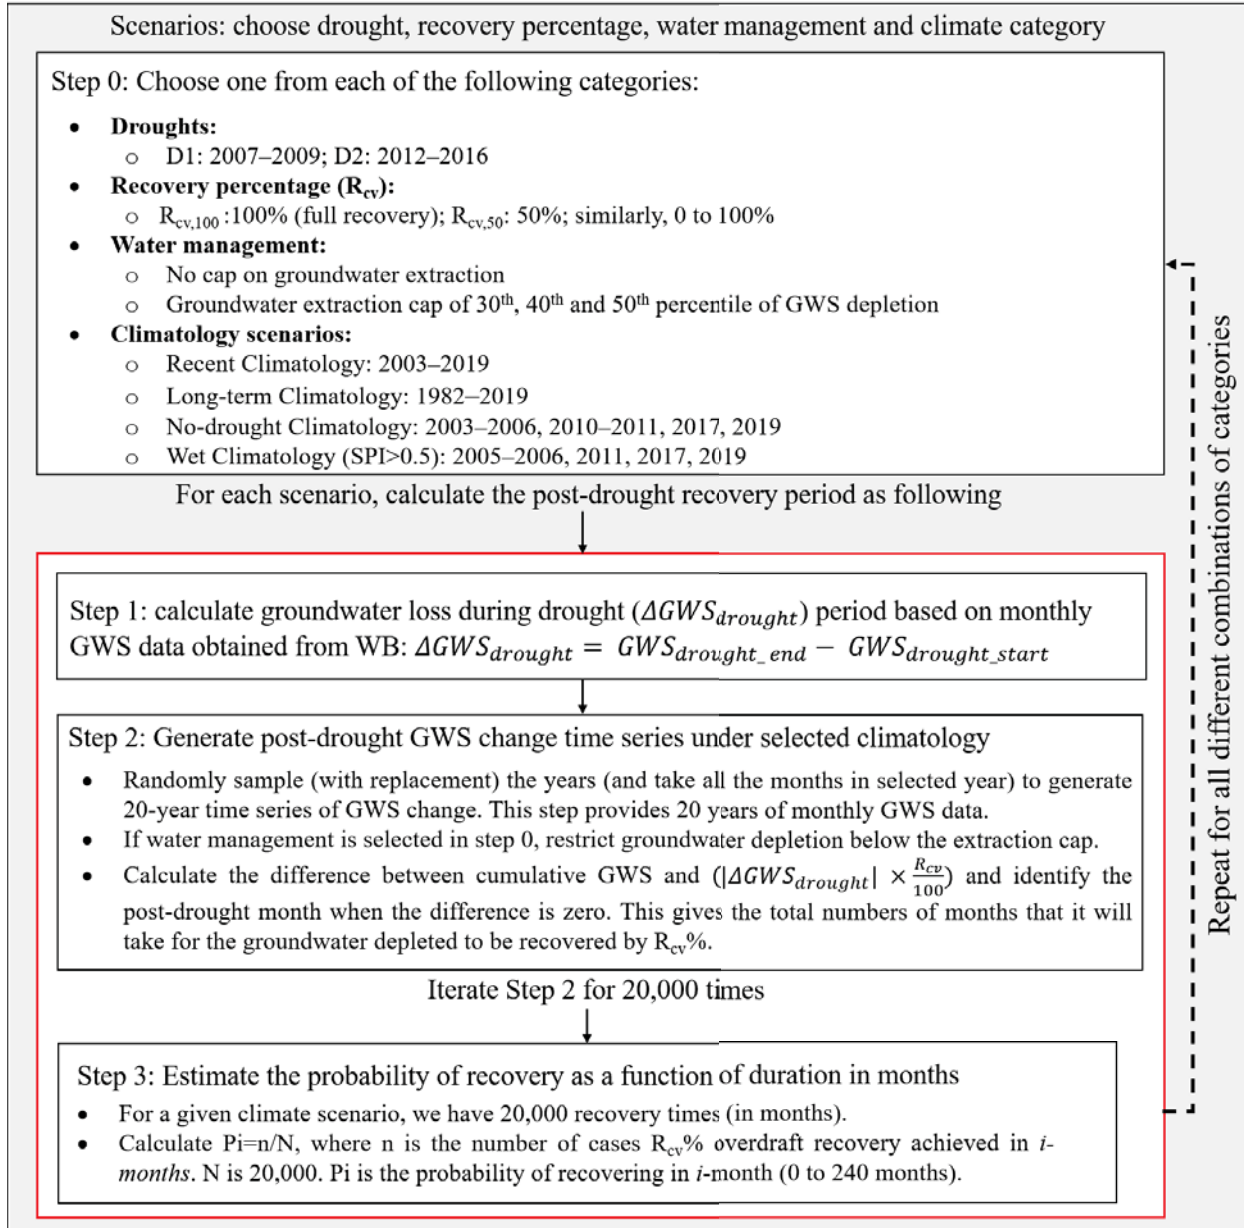 Scenarios: choose drought, recovery percentage, water management and climate category
Step 0: Choose one from each of the following categories:
• Droughts:
o D1: 2007–2009; D2: 2012–2016
• Recovery percentage (Rcv):
o Rcv,100 :100% (full recovery); Rcv,50: 50%; similarly, 0 to 100%
• Water management:
o No cap on groundwater extraction
o Groundwater extraction cap of 30th, 40th and 50th percentile of GWS depletion
• Climatology scenarios:
o Recent Climatology: 2003–2019
o Long-term Climatology: 1982–2019
o No-drought Climatology: 2003–2006, 2010–2011, 2017, 2019
o Wet Climatology (SPI>0.5): 2005–2006, 2011, 2017, 2019
For each scenario, calculate the post-drought recovery period as following
Step 1: calculate groundwater loss during drought (ΔGWSdrought) period based on monthly
GWS data obtained from WB: ΔGWSdrought = GWSdrought_end − GWSdrought_start
Step 2: Generate post-drought GWS change time series under selected climatology
• Randomly sample (with replacement) the years (and take all the months in selected year) to generate
20-year time series of GWS change. This step provides 20 years of monthly GWS data.
• If water management is selected in step 0, restrict groundwater depletion below the extraction cap.
• Calculate the difference between cumulative GWS and (|ΔGWSdrought| × Rcv/100) and identify the
post-drought month when the difference is zero. This gives the total numbers of months that it will
take for the groundwater depleted to be recovered by Rcv%.
Iterate Step 2 for 20,000 times
Step 3: Estimate the probability of recovery as a function of duration in months
• For a given climate scenario, we have 20,000 recovery times (in months).
• Calculate Pi=n/N, where n is the number of cases Rcv% overdraft recovery achieved in i-
months. N is 20,000. Pi is the probability of recovering in i-month (0 to 240 months).
Repeat for all different combinations of categories